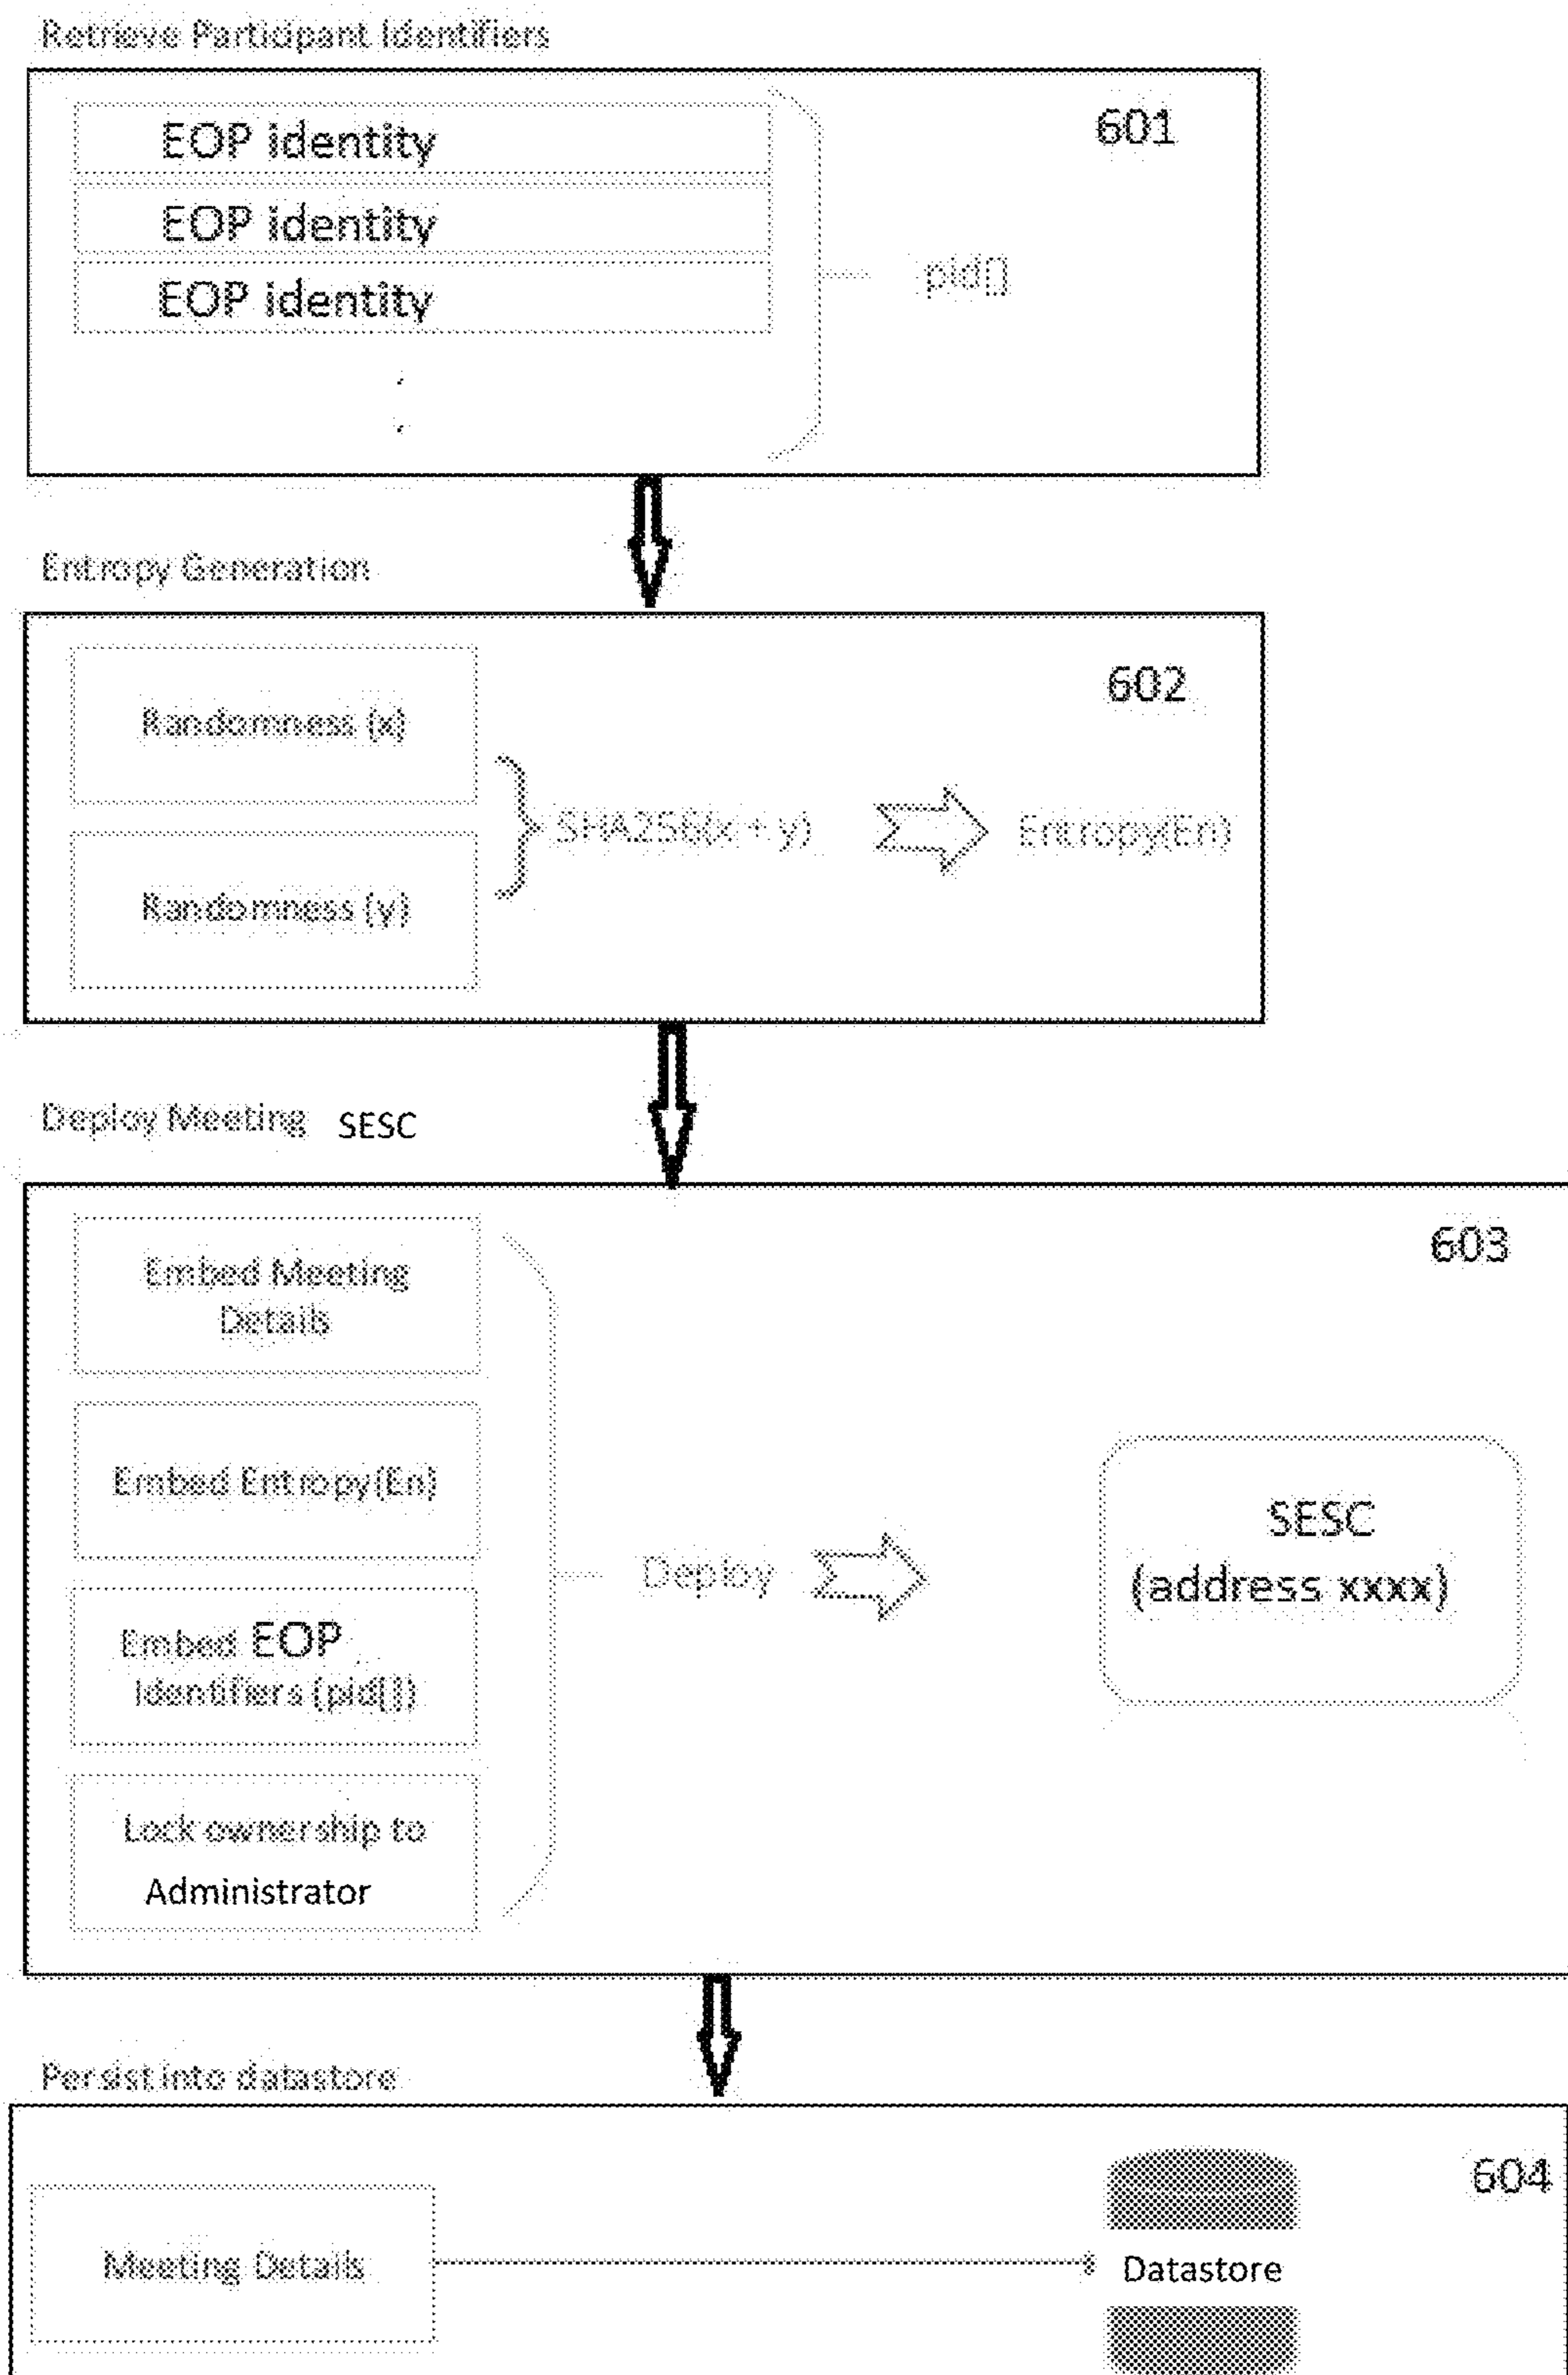 Retrieve Participant Identifiers
601
EOP identity
EOP identity
EOP identity
pid[]
Entropy Generation
602
Randomness (x)
SHA256(x + y)
Entropy(En)
Randomness (y)
Deploy Meeting SESC
603
Embed Meeting
Details
Embed Entropy(En)
Embed EOP
Identifiers (pid[])
Lock ownership to
Administrator
Deploy
SESC
(address xxxx)
Persist into datastore
604
Meeting Details
Datastore